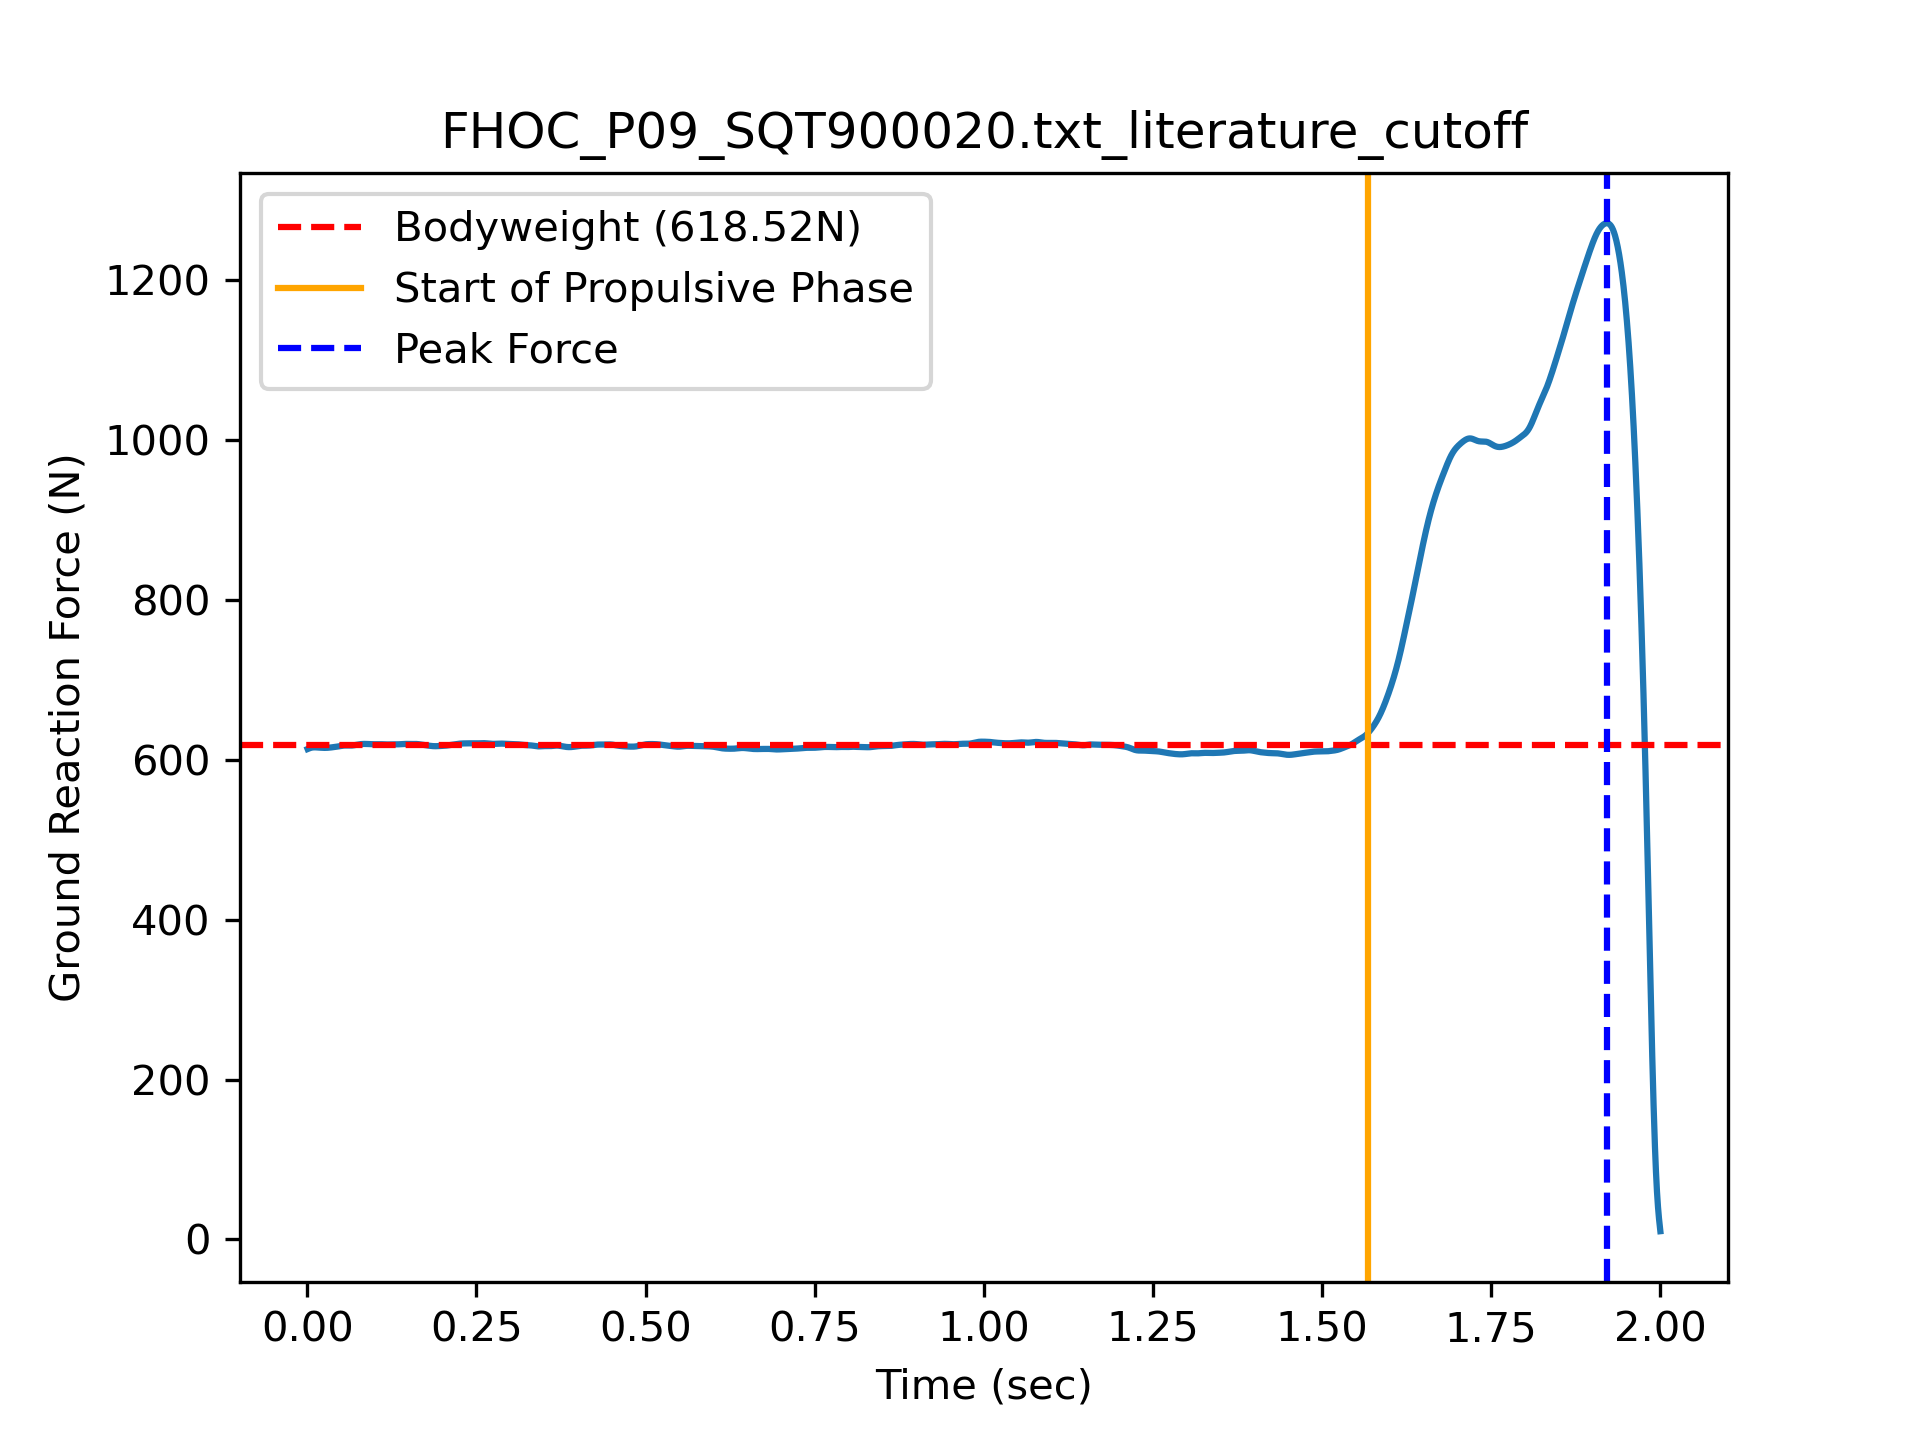 FHOC_P09_SQT900020.txt_literature_cutoff
Bodyweight (618.52N)
Start of Propulsive Phase
Peak Force
Ground Reaction Force (N)
1200
1000
800
600
400
200
0
0.00 0.25 0.50 0.75 1.00 1.25 1.50 1.75 2.00
Time (sec)